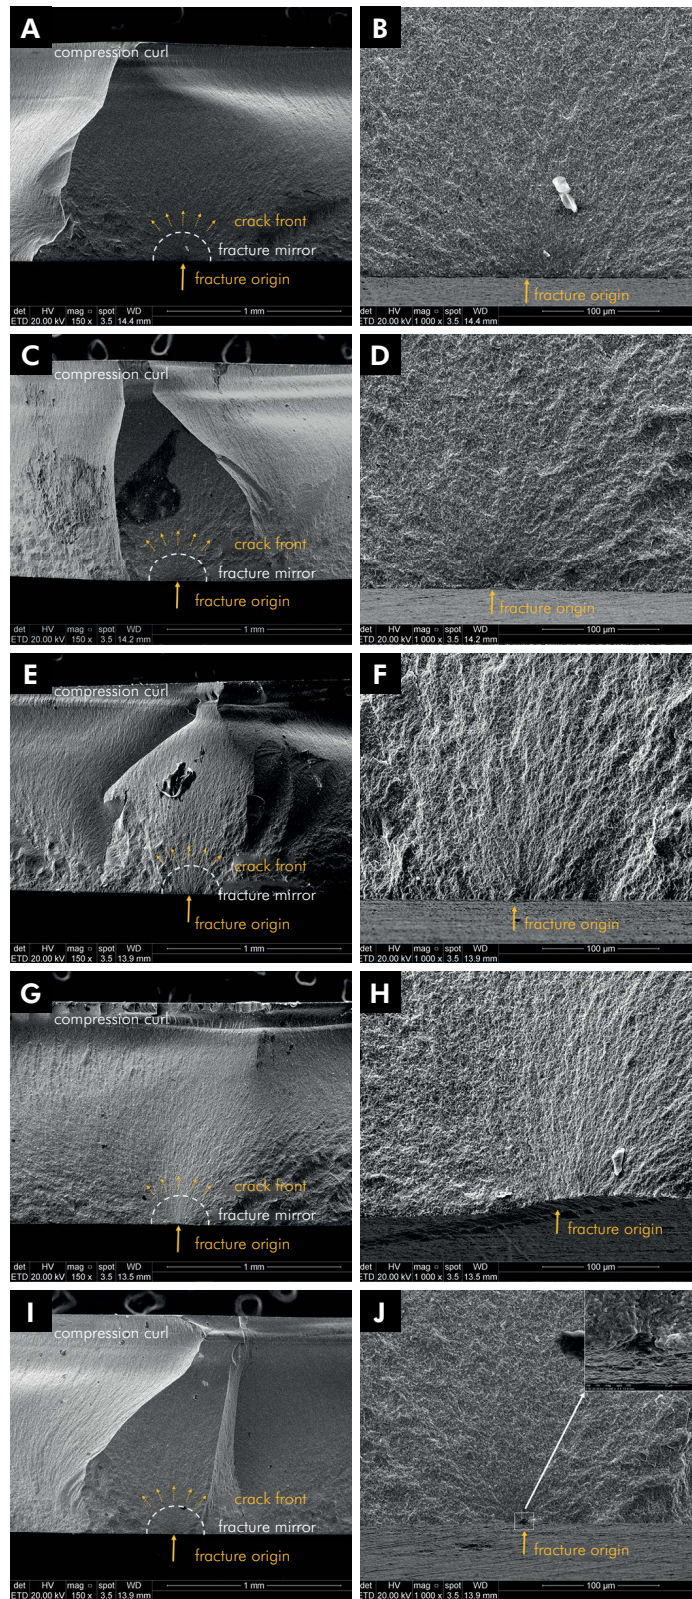 A
compression curl
crack front
fracture mirror
fracture origin
det HV mag ▫ spot WD
ETD 20.00 kV 150 x 3.5 14.4 mm
1 mm
B
fracture origin
det HV mag ▫ spot WD
ETD 20.00 kV 1 000 x 3.5 14.4 mm
100 µm
C
compression curl
crack front
fracture mirror
fracture origin
det HV mag ▫ spot WD
ETD 20.00 kV 150 x 3.5 14.2 mm
1 mm
D
fracture origin
det HV mag ▫ spot WD
ETD 20.00 kV 1 000 x 3.5 14.2 mm
100 µm
E
compression curl
crack front
fracture mirror
fracture origin
det HV mag ▫ spot WD
ETD 20.00 kV 150 x 3.5 13.9 mm
1 mm
F
fracture origin
det HV mag ▫ spot WD
ETD 20.00 kV 1 000 x 3.5 13.9 mm
100 µm
G
compression curl
crack front
fracture mirror
fracture origin
det HV mag ▫ spot WD
ETD 20.00 kV 150 x 3.5 13.5 mm
1 mm
H
fracture origin
det HV mag ▫ spot WD
ETD 20.00 kV 1 000 x 3.5 13.5 mm
100 µm
I
compression curl
crack front
fracture mirror
fracture origin
det HV mag ▫ spot WD
ETD 20.00 kV 150 x 3.5 13.9 mm
1 mm
J
fracture origin
det HV mag ▫ spot WD
ETD 20.00 kV 1 000 x 3.5 13.9 mm
100 µm